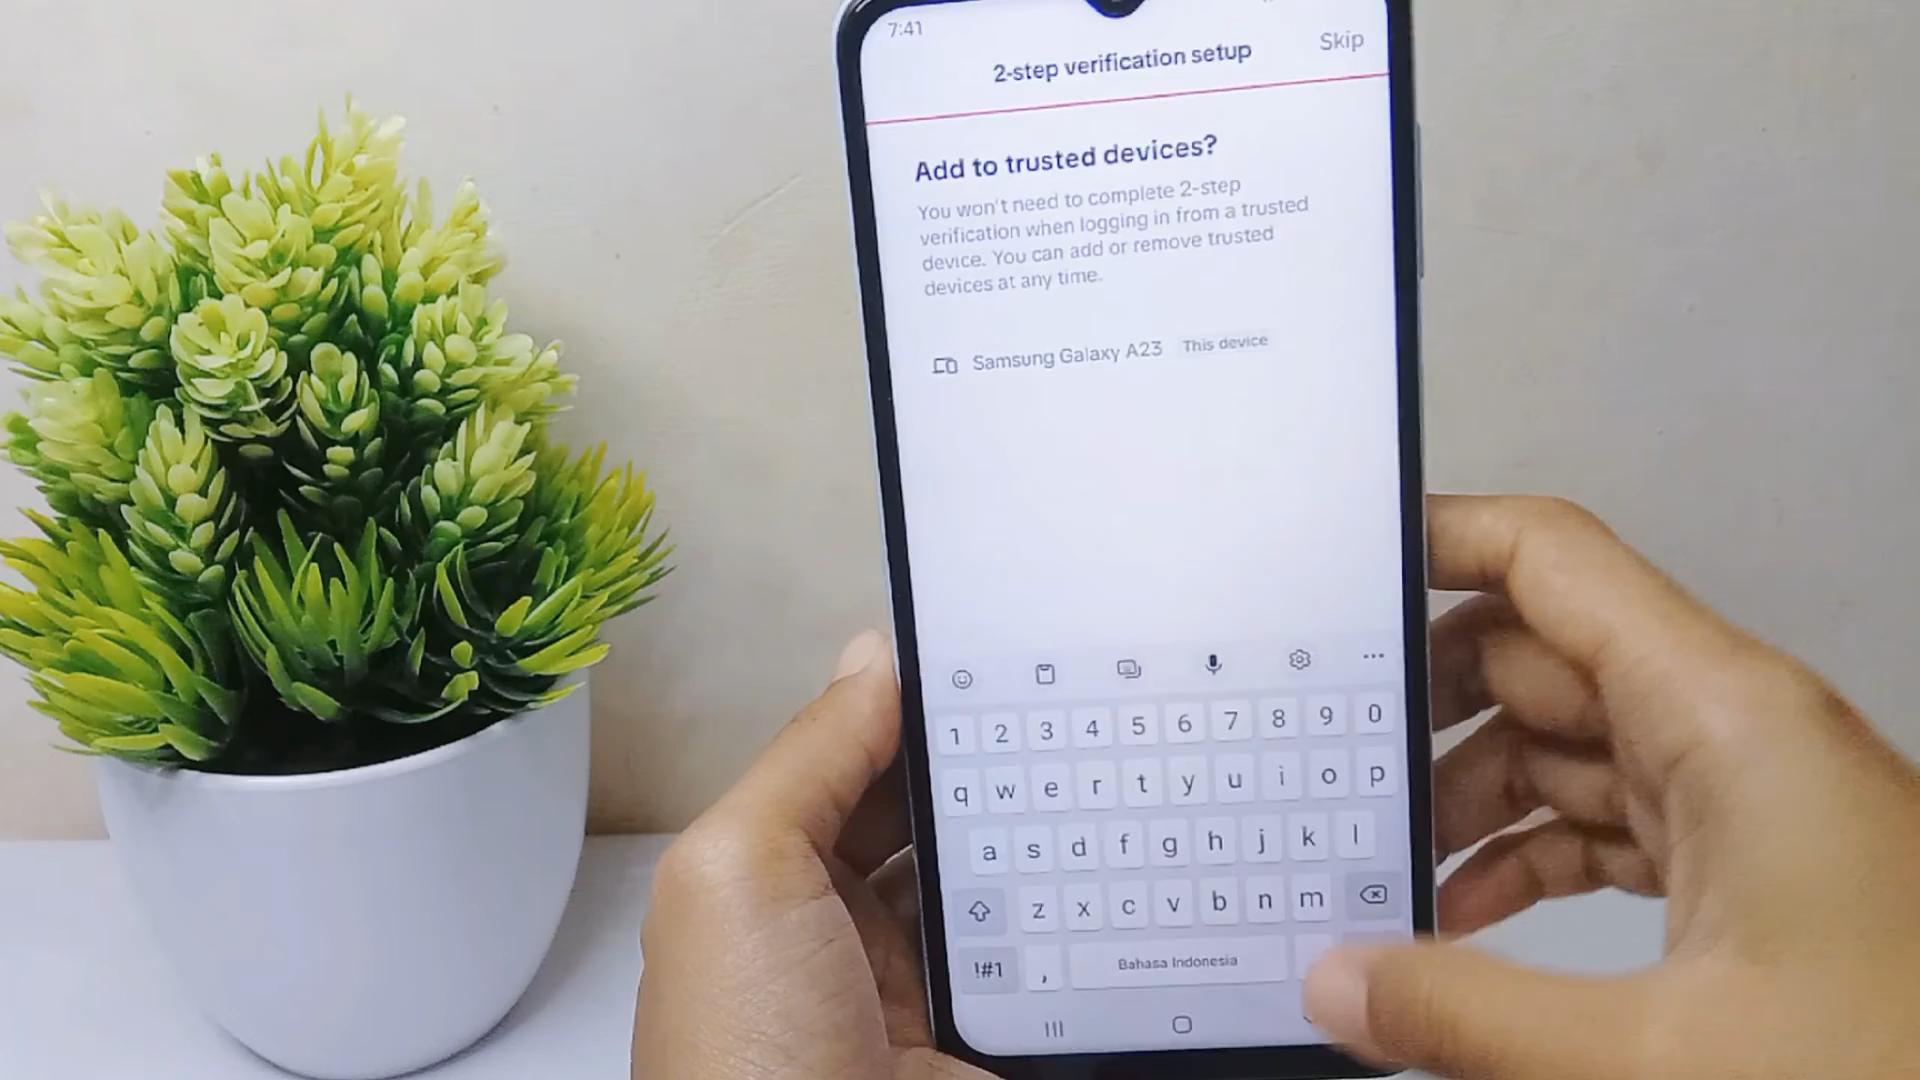 7:41
2-step verification setup
Skip
Add to trusted devices?
You won't need to complete 2-step
verification when logging in from a trusted
device. You can add or remove trusted
devices at any time.
Samsung Galaxy A23 This device
1 2 3 4 5 6 7 8 9 0
q w e r t y u i o p
a s d f g h j k l
z x c v b n m
!#1 , Bahasa Indonesia